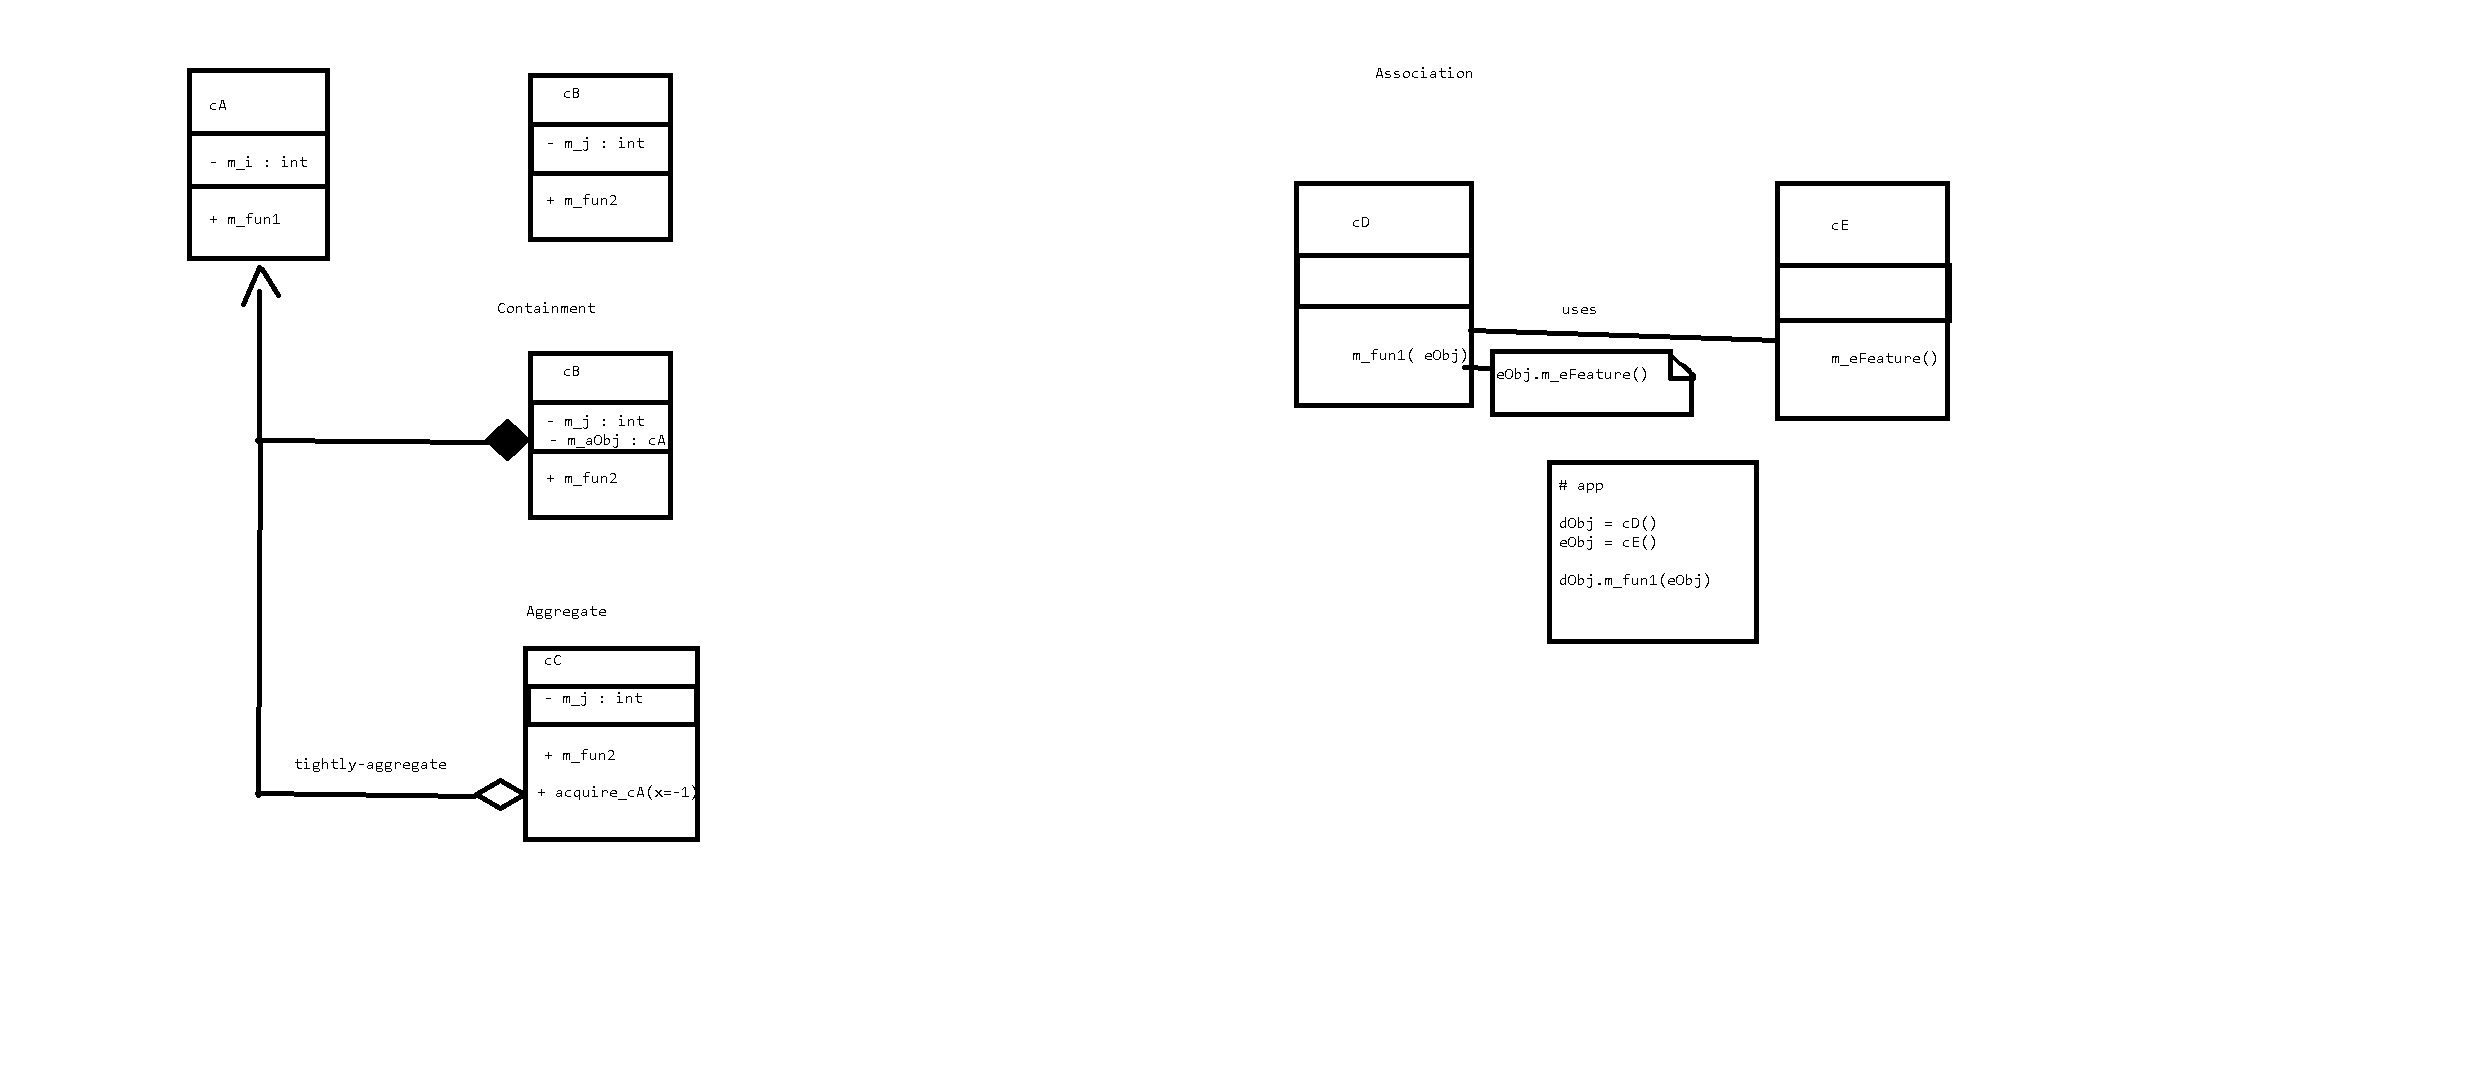 cA
- m_i : int
+ m_fun1
cB
- m_j : int
+ m_fun2
Containment
cB
- m_j : int
- m_aObj : cA
+ m_fun2
Aggregate
cC
- m_j : int
+ m_fun2
+ acquire_cA(x=-1)
tightly-aggregate
Association
cD
m_fun1( eObj)
uses
eObj.m_eFeature()
cE
m_eFeature()
# app
dObj = cD()
eObj = cE()
dObj.m_fun1(eObj)